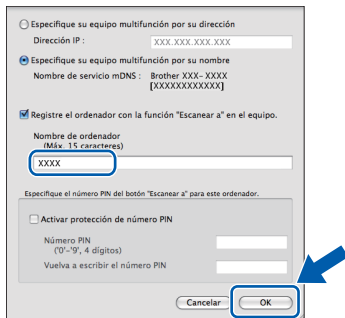 Especifique su equipo multifunción por su dirección
Dirección IP : XXX.XXX.XXX.XXX
Especifique su equipo multifunción por su nombre
Nombre de servicio mDNS : Brother XXX-XXXX
[XXXXXXXXXXXX]
Registre el ordenador con la función "Escanear a" en el equipo.
Nombre de ordenador
(Máx. 15 caracteres)
XXXX
Especifique el número PIN del botón "Escanear a" para este ordenador.
Activar protección de número PIN
Número PIN
('0'-'9', 4 dígitos)
Vuelva a escribir el número PIN
Cancelar OK